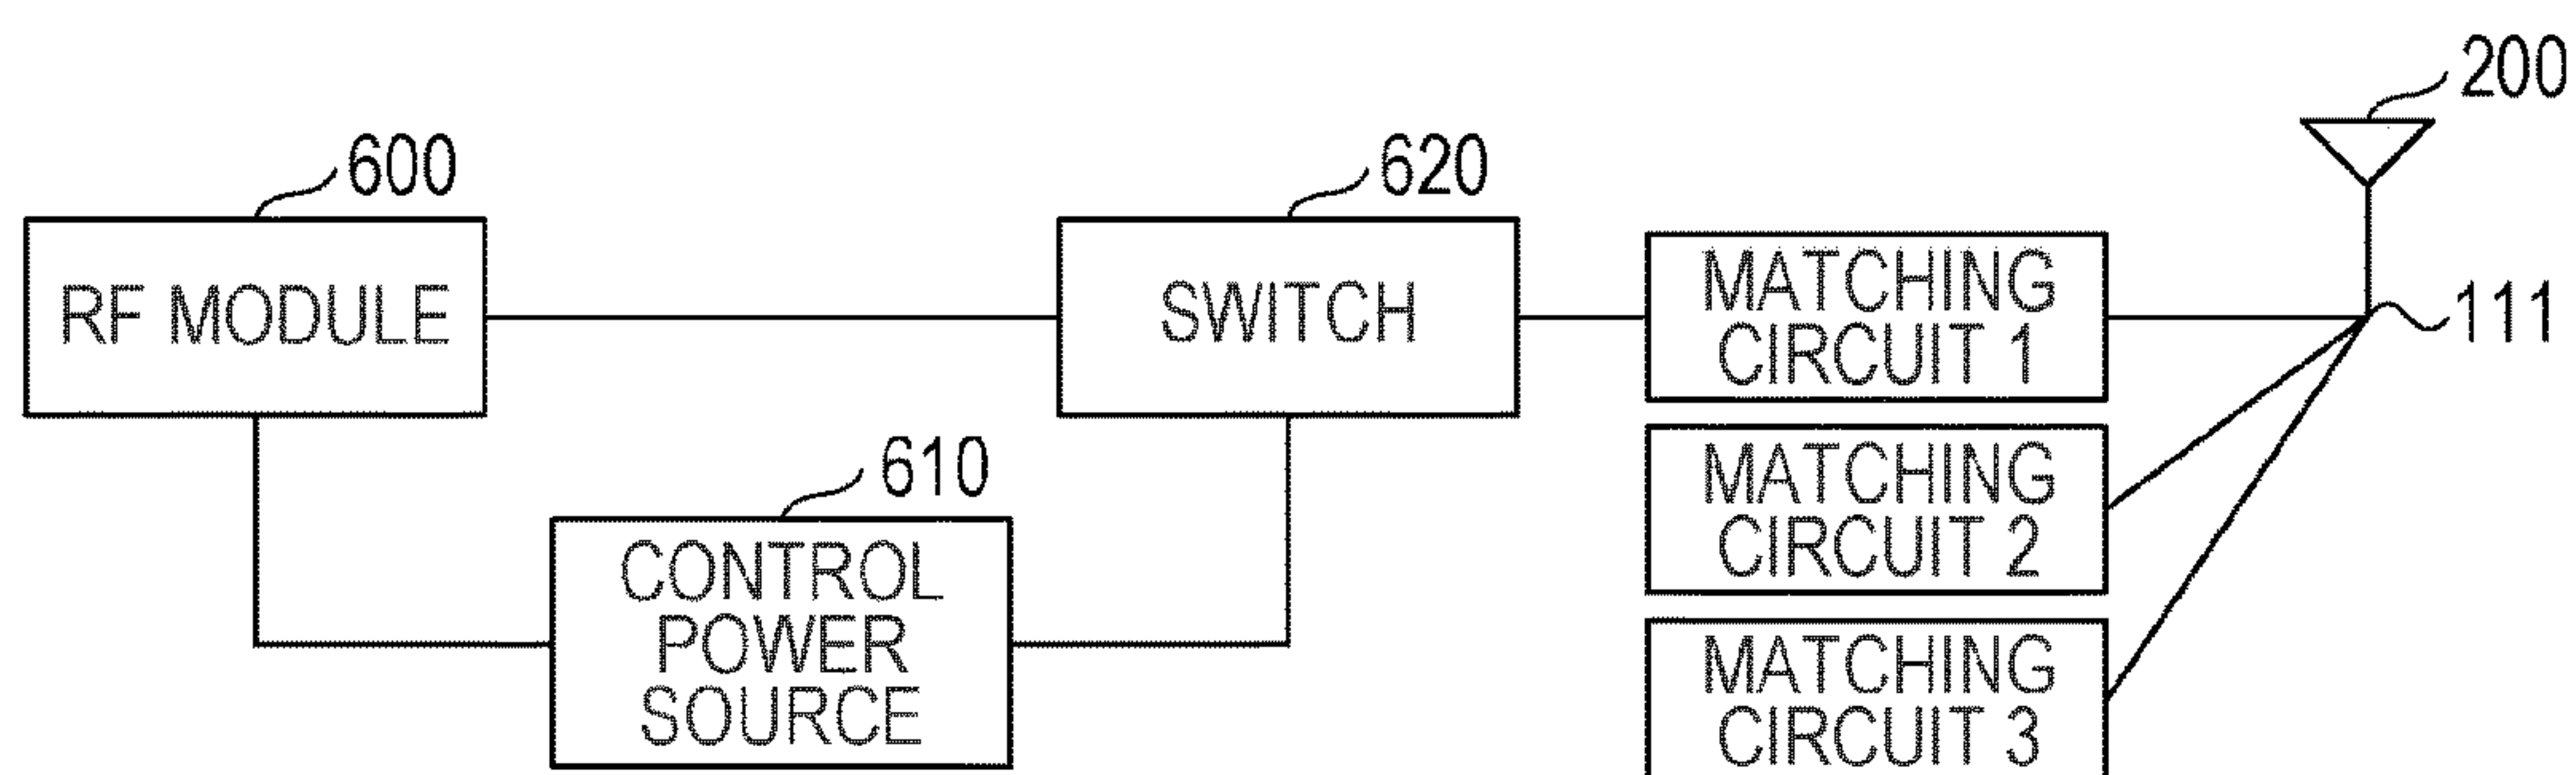 200
600
620
RF MODULE
SWITCH
MATCHING
CIRCUIT 1
111
610
MATCHING
CIRCUIT 2
CONTROL
POWER
SOURCE
MATCHING
CIRCUIT 3